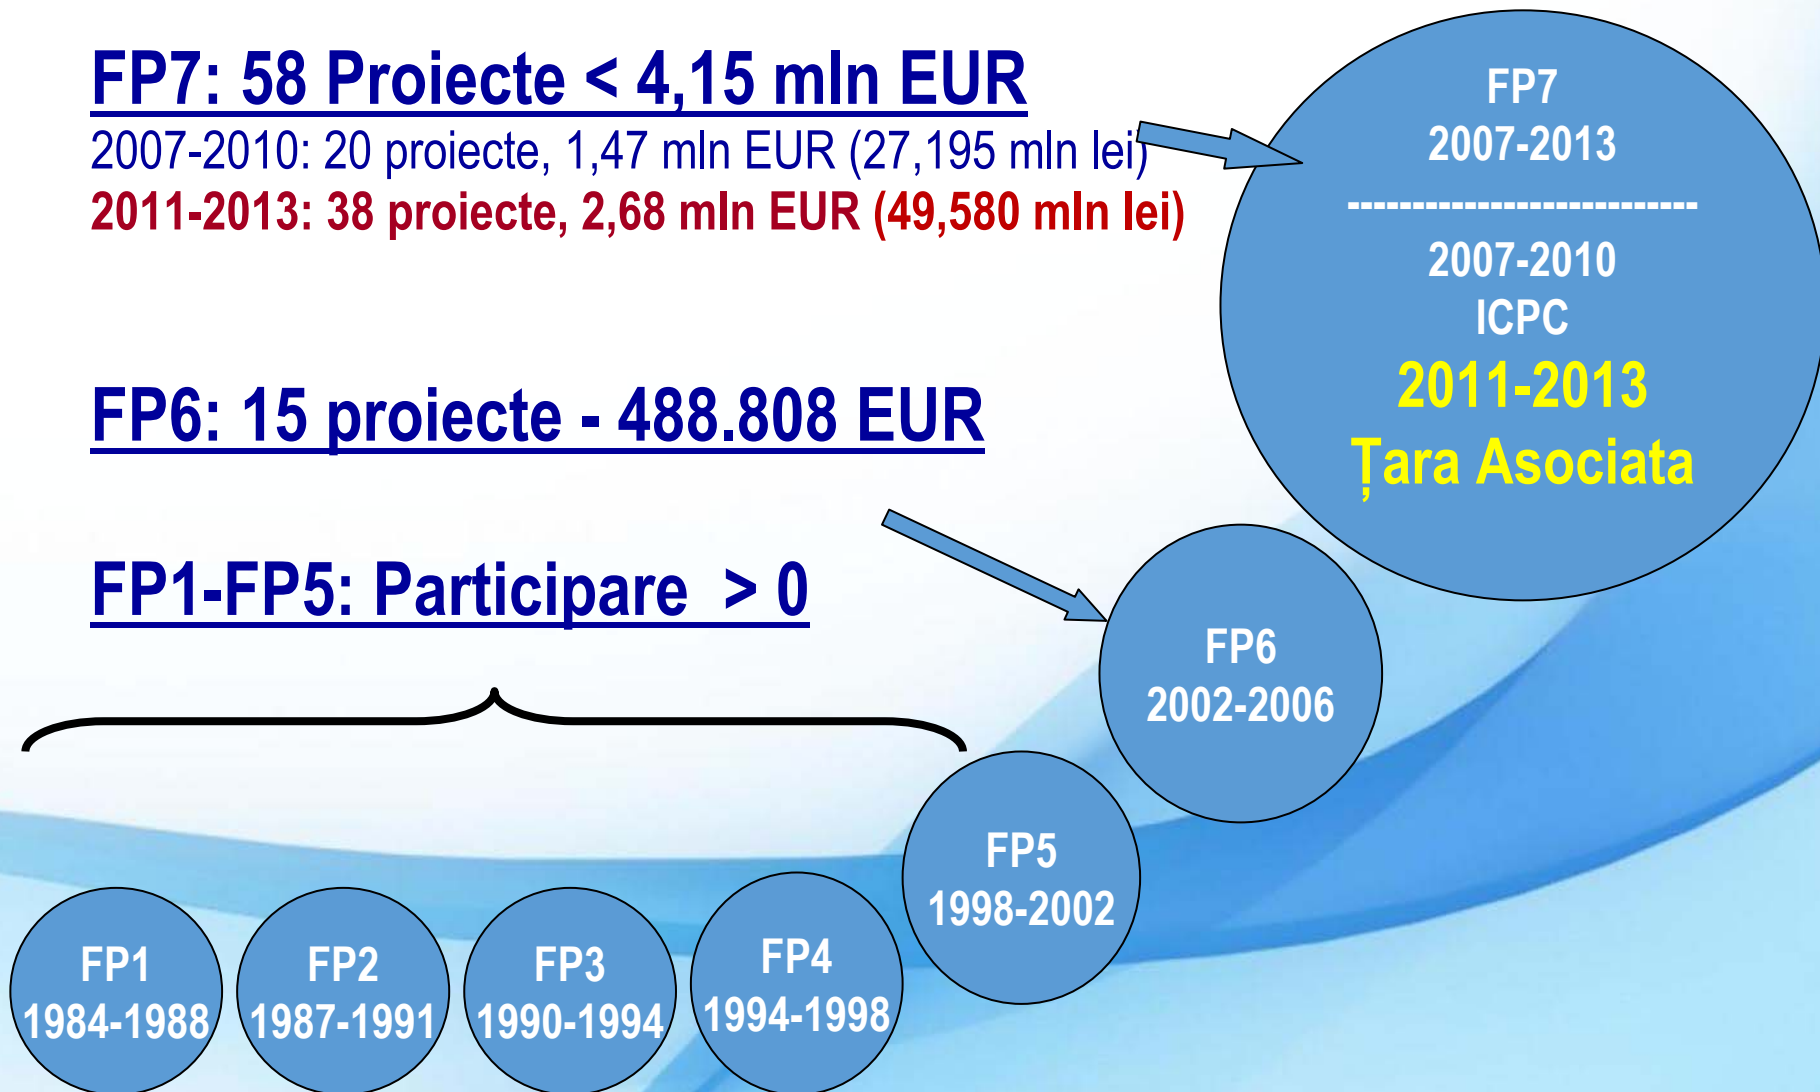 FP7: 58 Proiecte < 4,15 mln EUR
2007-2010: 20 proiecte, 1,47 mln EUR (27,195 mln lei)
2011-2013: 38 proiecte, 2,68 mln EUR (49,580 mln lei)
FP6: 15 proiecte - 488.808 EUR
FP1-FP5: Participare > 0
FP7
2007-2013
---------------------------
2007-2010
ICPC
2011-2013
Țara Asociata
FP6
2002-2006
FP5
1998-2002
FP1
1984-1988
FP2
1987-1991
FP3
1990-1994
FP4
1994-1998